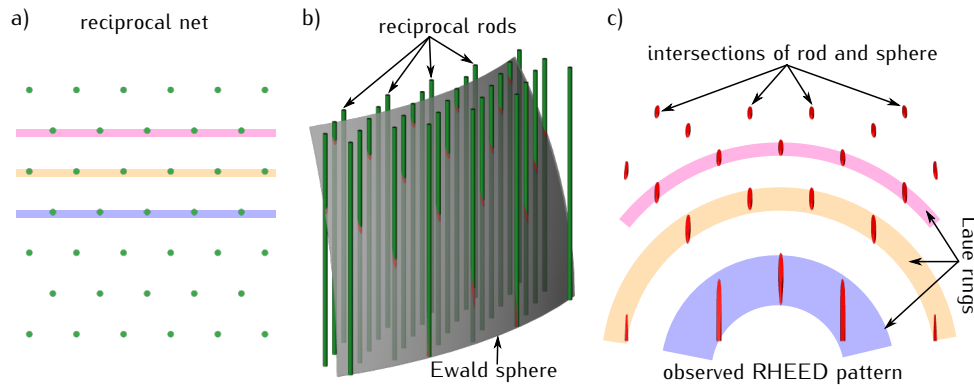 a)
reciprocal net
b)
reciprocal rods
Ewald sphere
c)
intersections of rod and sphere
Laue rings
observed RHEED pattern